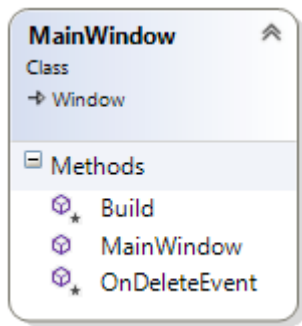 MainWindow
Class
Window
Methods
Build
MainWindow
OnDeleteEvent